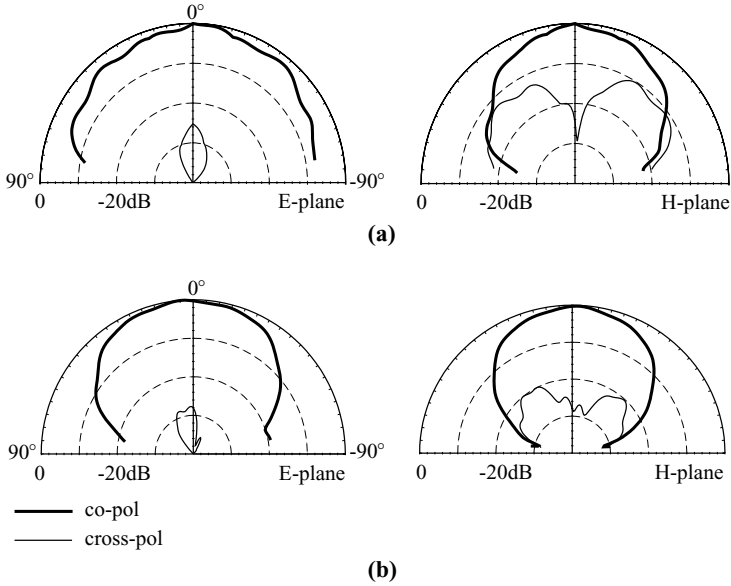 0°
90° -90°
0 -20dB E-plane 0 -20dB H-plane
(a)
0°
90° -90°
0 -20dB E-plane 0 -20dB H-plane
co-pol
cross-pol
(b)